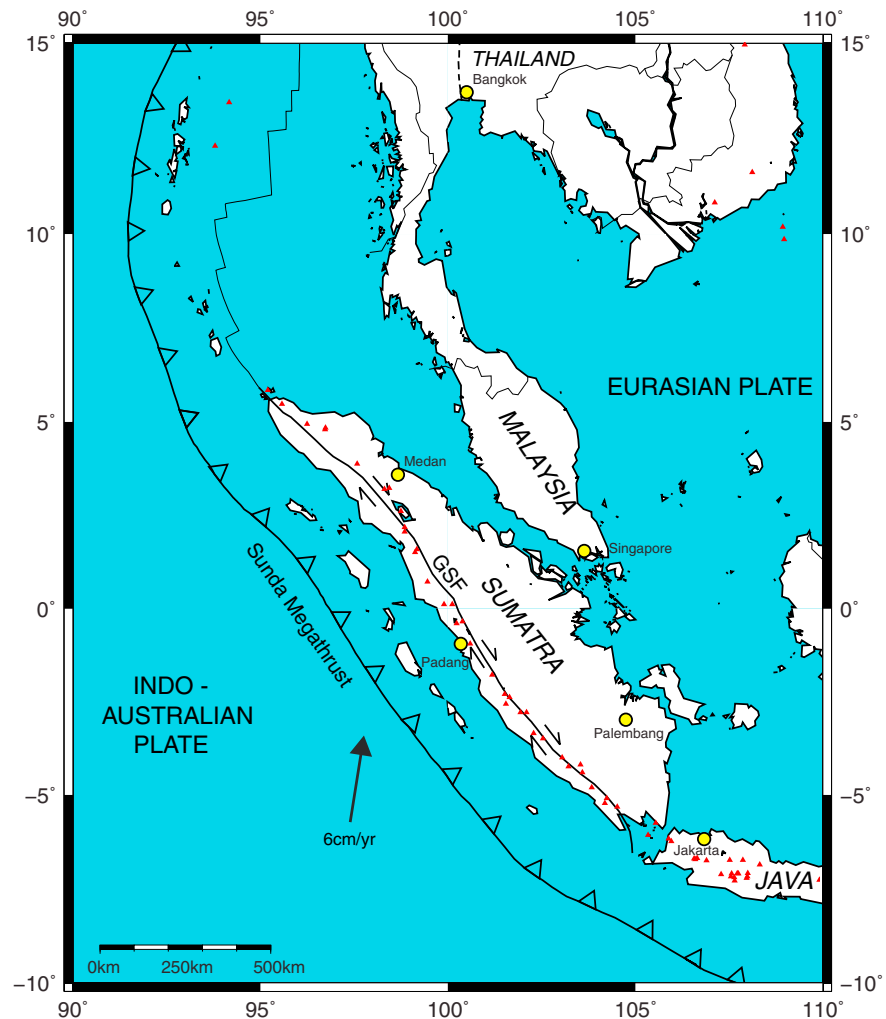 90˚ 95˚ 100˚ 105˚ 110˚
15˚ 15˚
THAILAND
Bangkok
10˚ 10˚
EURASIAN PLATE
5˚ 5˚
MALAYSIA
Medan
Singapore
GSF
SUMATRA
Sunda Megathrust
0˚ 0˚
Padang
INDO -
AUSTRALIAN
PLATE
Palembang
−5˚ −5˚
6cm/yr
Jakarta
JAVA
0km 250km 500km
−10˚ −10˚
90˚ 95˚ 100˚ 105˚ 110˚